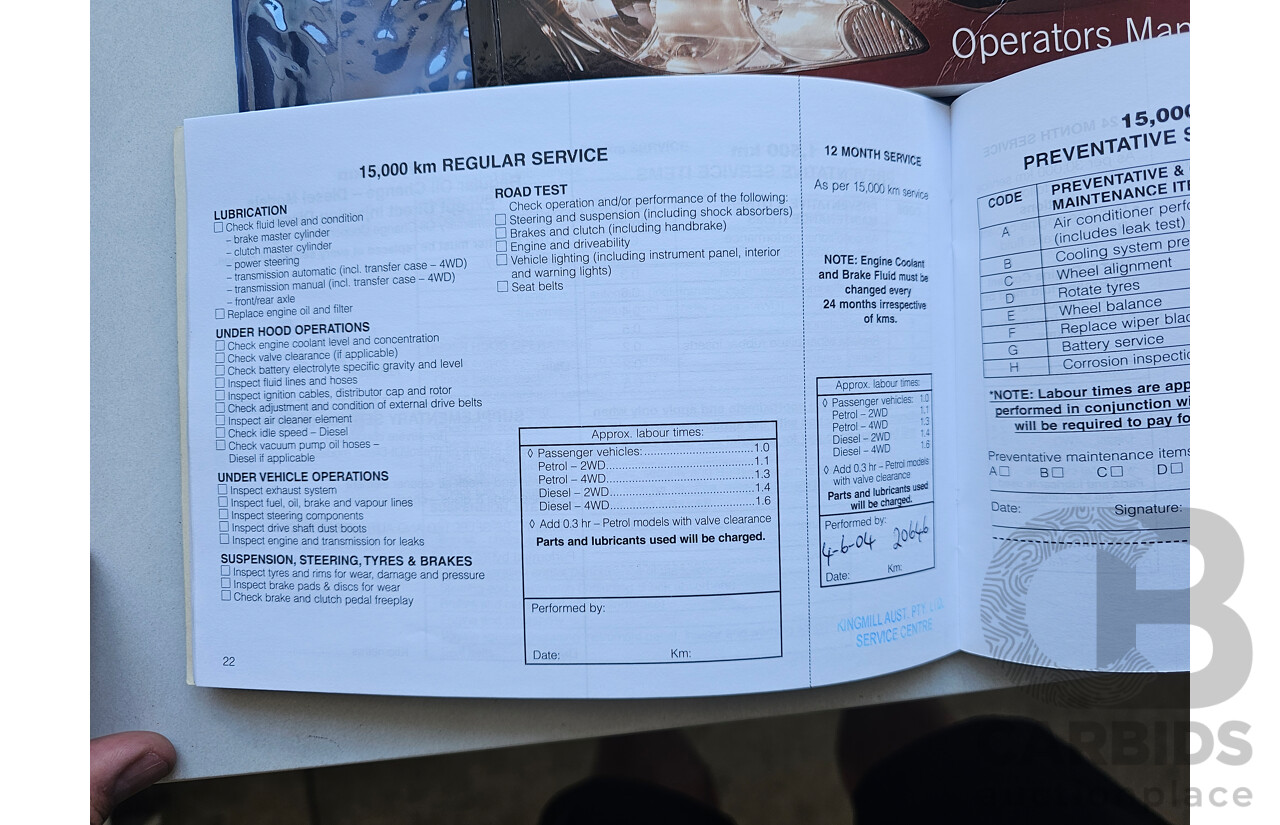 Operators Man
15,000 km REGULAR SERVICE
LUBRICATION
Check fluid level and condition
– brake master cylinder
– clutch master cylinder
– power steering
– transmission automatic (incl. transfer case – 4WD)
– transmission manual (incl. transfer case – 4WD)
– front/rear axle
Replace engine oil and filter
UNDER HOOD OPERATIONS
Check engine coolant level and concentration
Check valve clearance (if applicable)
Check battery electrolyte specific gravity and level
Inspect fluid lines and hoses
Inspect ignition cables, distributor cap and rotor
Check adjustment and condition of external drive belts
Inspect air cleaner element
Check idle speed – Diesel
Check vacuum pump oil hoses –
Diesel if applicable
UNDER VEHICLE OPERATIONS
Inspect exhaust system
Inspect fuel, oil, brake and vapour lines
Inspect steering components
Inspect drive shaft dust boots
Inspect engine and transmission for leaks
SUSPENSION, STEERING, TYRES & BRAKES
Inspect tyres and rims for wear, damage and pressure
Inspect brake pads & discs for wear
Check brake and clutch pedal freeplay
22
ROAD TEST
Check operation and/or performance of the following:
Steering and suspension (including shock absorbers)
Brakes and clutch (including handbrake)
Engine and driveability
Vehicle lighting (including instrument panel, interior
and warning lights)
Seat belts
Approx. labour times:
◊ Passenger vehicles:..............................1.0
Petrol – 2WD.........................................1.1
Petrol – 4WD.........................................1.3
Diesel – 2WD........................................1.4
Diesel – 4WD........................................1.6
◊ Add 0.3 hr – Petrol models with valve clearance
Parts and lubricants used will be charged.
Performed by:
Date: Km:
12 MONTH SERVICE
As per 15,000 km service
NOTE: Engine Coolant
and Brake Fluid must be
changed every
24 months irrespective
of kms.
Approx. labour times:
◊ Passenger vehicles: 1.0
Petrol – 2WD 1.1
Petrol – 4WD 1.3
Diesel – 2WD 1.4
Diesel – 4WD 1.6
◊ Add 0.3 hr – Petrol models
with valve clearance
Parts and lubricants used
will be charged.
Performed by:
4-6-04 20646
Date: Km:
KINGMILL AUST. PTY. LTD.
SERVICE CENTRE
15,000
PREVENTATIVE S
CODE PREVENTATIVE &
MAINTENANCE ITE
A Air conditioner perfo
(includes leak test)
B Cooling system pre
C Wheel alignment
D Rotate tyres
E Wheel balance
F Replace wiper blad
G Battery service
H Corrosion inspectio
*NOTE: Labour times are app
performed in conjunction wi
will be required to pay fo
Preventative maintenance items
A B C D
Date: Signature:
CARBIDS